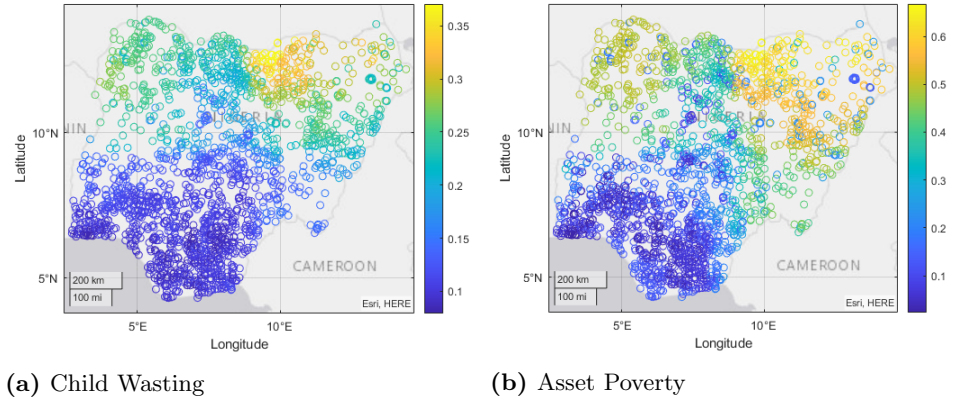 0.35
0.3
0.25
0.2
0.15
0.1
10°N
5°N
Latitude
CAMEROON
200 km
100 mi
Esri, HERE
5°E
10°E
Longitude
0.6
0.5
0.4
0.3
0.2
0.1
10°N
5°N
Latitude
CAMEROON
200 km
100 mi
Esri, HERE
5°E
10°E
Longitude
(a) Child Wasting
(b) Asset Poverty